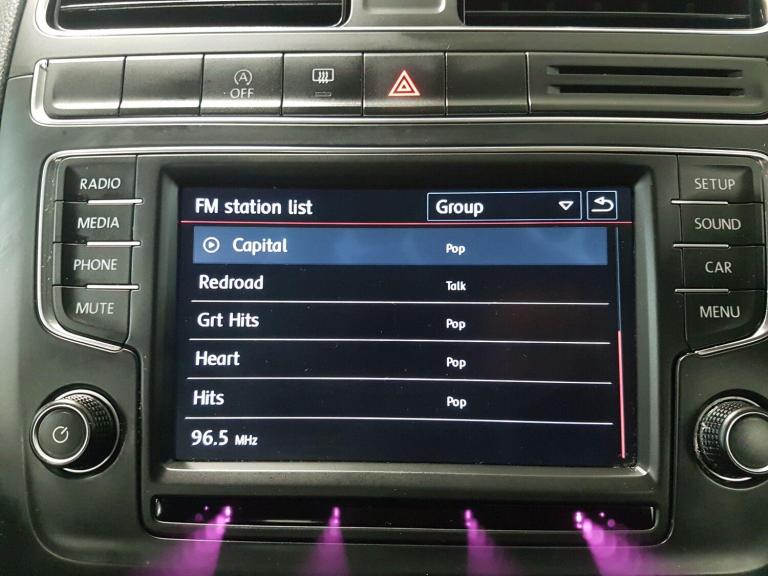 A
OFF
RADIO
MEDIA
PHONE
MUTE
FM station list
Group
Capital Pop
Redroad Talk
Grt Hits Pop
Heart Pop
Hits Pop
96.5 MHz
SETUP
SOUND
CAR
MENU